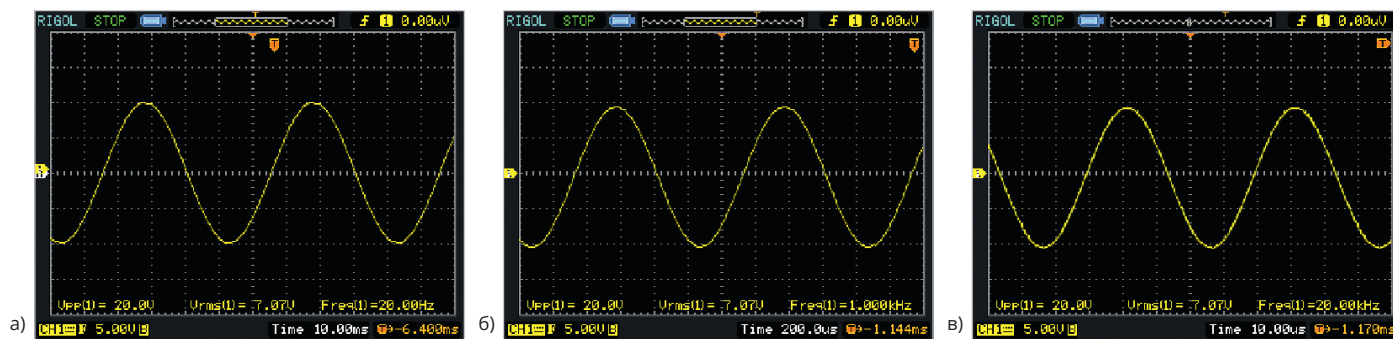 RIGOL STOP T 1 0.00uV
T
1
Vpp(1)= 20.0V Vrms(1)= 7.07V Freq(1)=20.00Hz
а) CH1 F 5.00V B Time 10.00ms T→-6.400ms
RIGOL STOP T 1 0.00uV
T
Vpp(1)= 20.0V Vrms(1)= 7.07V Freq(1)=1.000kHz
б) CH1 F 5.00V B Time 200.0us T→-1.144ms
RIGOL STOP T 1 0.00uV
T
Vpp(1)= 20.0V Vrms(1)= 7.07V Freq(1)=20.00kHz
в) CH1 5.00V B Time 10.00us T→-1.170ms